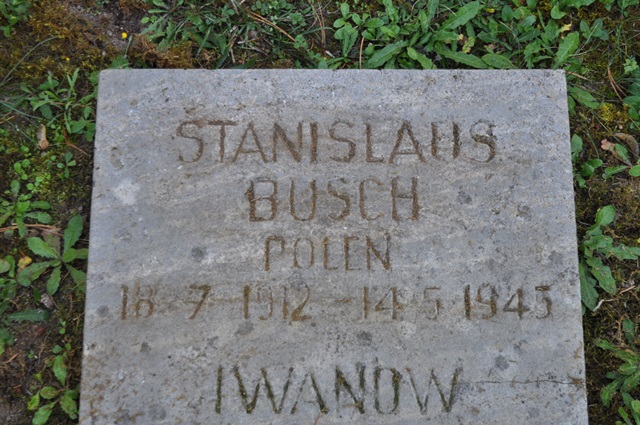 STANISLAUS
BUSCH
POLEN
18 7 1912 - 14 5 1945
IWANOW